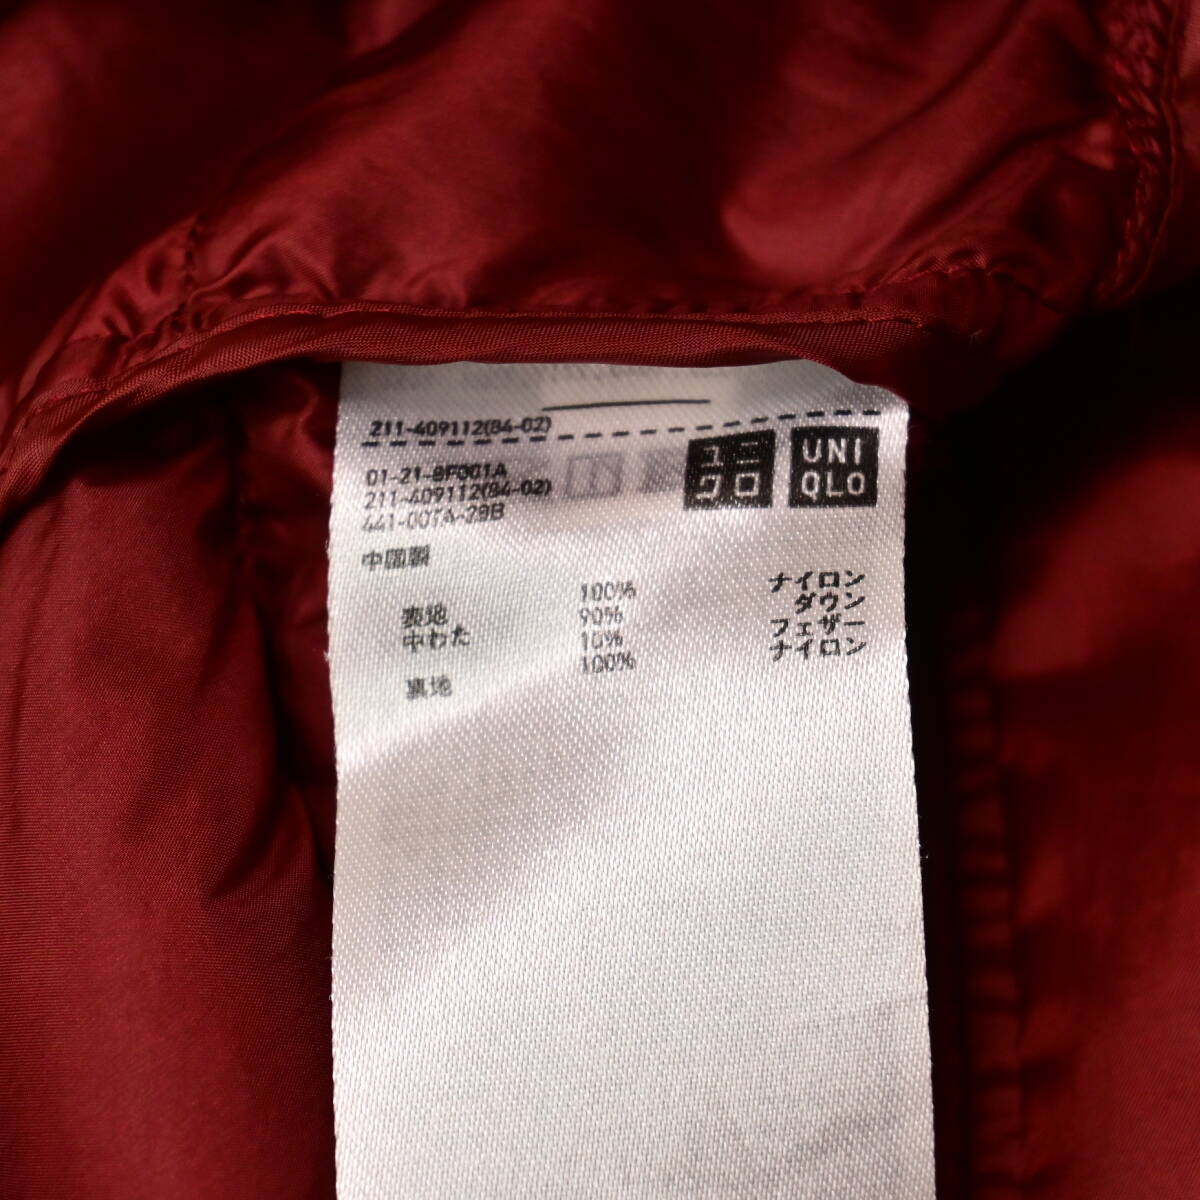 211-409112(84-02)
ユニ
クロ
UNI
QLO
01-21-8F001A
211-409112(84-02)
441-001A-28B
中国製
表地 100% ナイロン
中わた 90% ダウン
10% フェザー
裏地 100% ナイロン